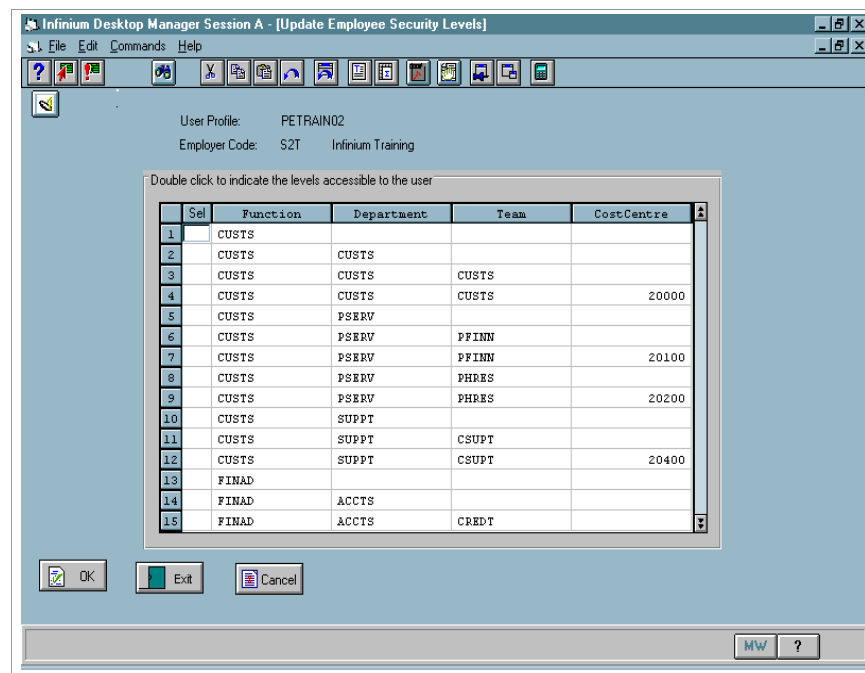 Infinium Desktop Manager Session A - [Update Employee Security Levels]
File Edit Commands Help
User Profile: PETRAIN02
Employer Code: S2T Infinium Training
Double click to indicate the levels accessible to the user
Sel Function Department Team CostCentre
1 CUSTS
2 CUSTS CUSTS
3 CUSTS CUSTS CUSTS
4 CUSTS CUSTS CUSTS 20000
5 CUSTS PSERV
6 CUSTS PSERV PFINN
7 CUSTS PSERV PFINN 20100
8 CUSTS PSERV PHRES
9 CUSTS PSERV PHRES 20200
10 CUSTS SUPPT
11 CUSTS SUPPT CSUPT
12 CUSTS SUPPT CSUPT 20400
13 FINAD
14 FINAD ACCTS
15 FINAD ACCTS CREDT
OK Exit Cancel
MW ?